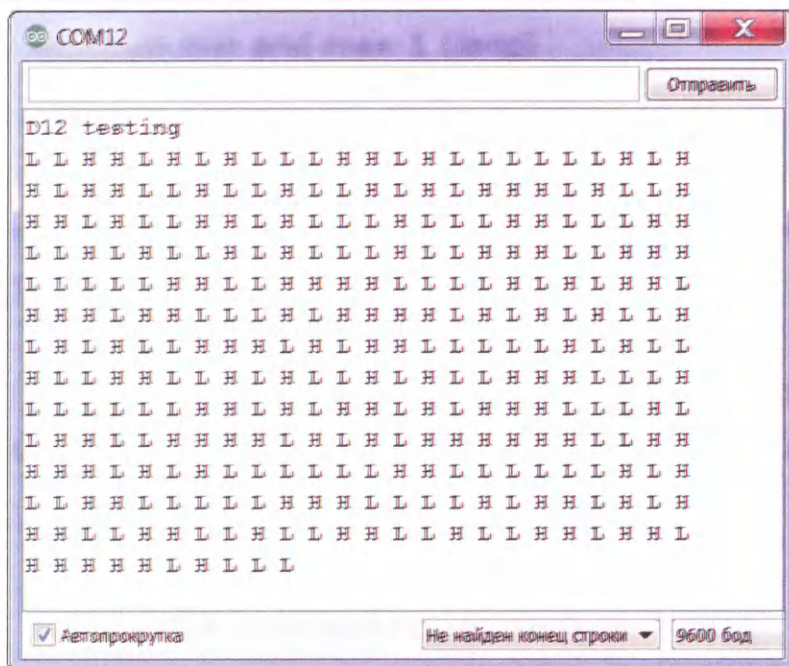 COM12
Отправить
D12 testing
L L H H L H L H L L L H H L H L L L L L L H L H
H L H H L L H L L H L L H L H L H H H L H L L H
H H L H L L H H L H L L L H L L L H H L L L H H
L L H L H L L H L H L L L H L L H H H L L H H H
L L L L L H H L L H H H H L L L L H L H L H H L
H H H L H H L L L H L H H H H L H L H L H L L H
L H L H L L H H H L H L H H L L L L L H L H L L
H L L H H L L H L H L L H L H L L H H H L L L H
L L L L L L H H L H L H H L H L H H H L L L H L
L H H L L H H H H L H L H L H H H H H H L L H H
H H H L H L H L L L L L L H H L L L L L L H L H
L L H H L L L L L H H H L L L L H L H H L H L H
H H L L H H L L H L L H H L L H L L H H L H H L
H H H H H L H L L L
Автопрокрутка
Не найден конец строки
9600 бод